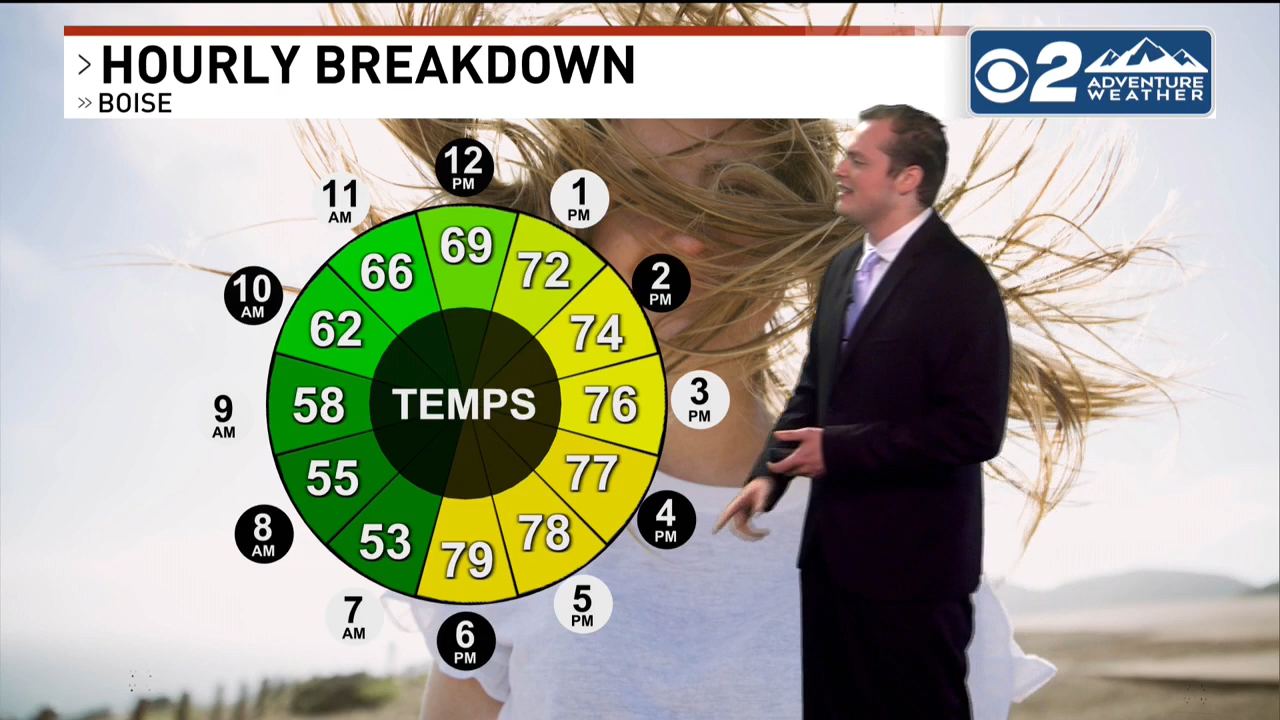 > HOURLY BREAKDOWN
2 ADVENTURE
WEATHER
» BOISE
12
PM
1
PM
2
PM
3
PM
4
PM
5
PM
6
PM
7
AM
8
AM
9
AM
10
AM
11
AM
69
72
74
76
77
78
79
53
55
58
62
66
TEMPS